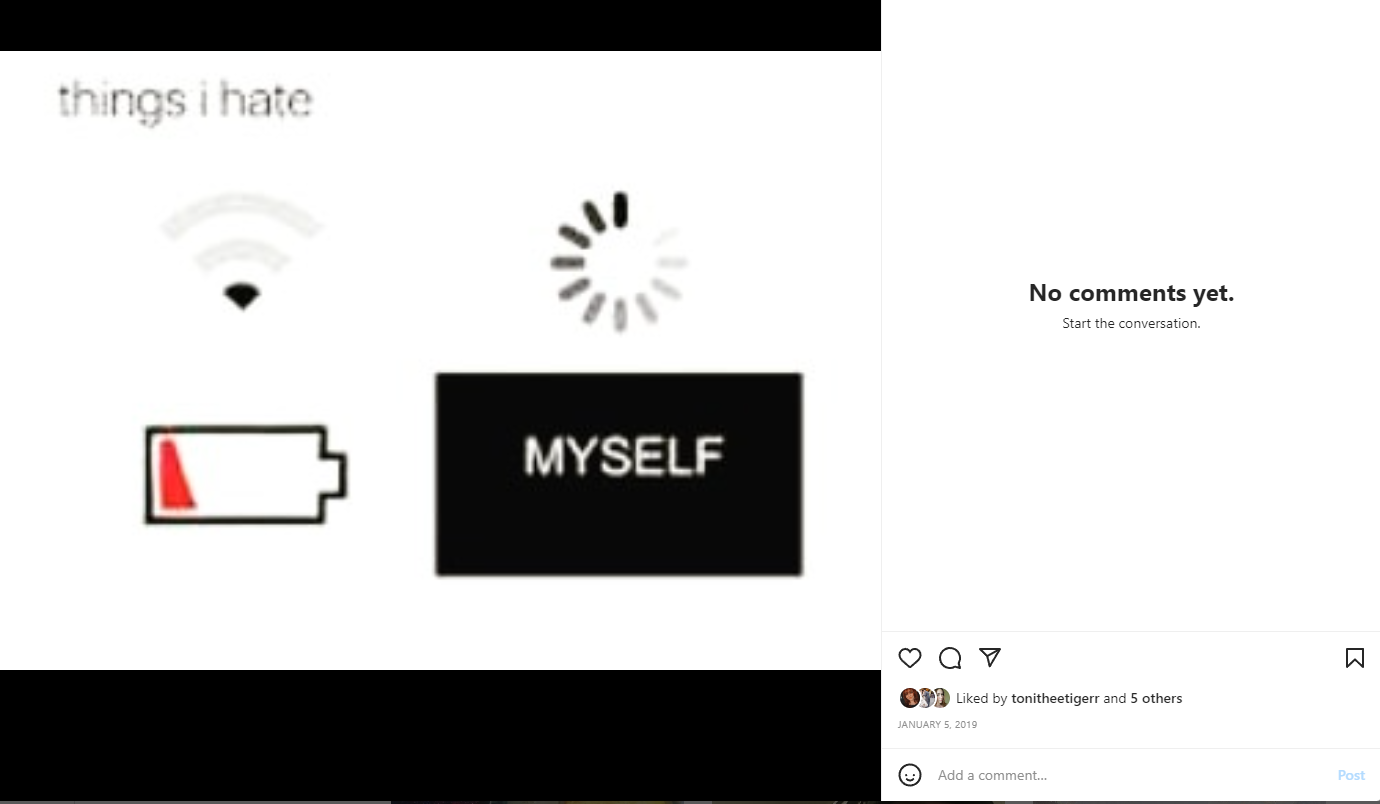 things i hate
MYSELF
No comments yet.
Start the conversation.
Liked by tonitheetigerr and 5 others
JANUARY 5, 2019
Add a comment...
Post